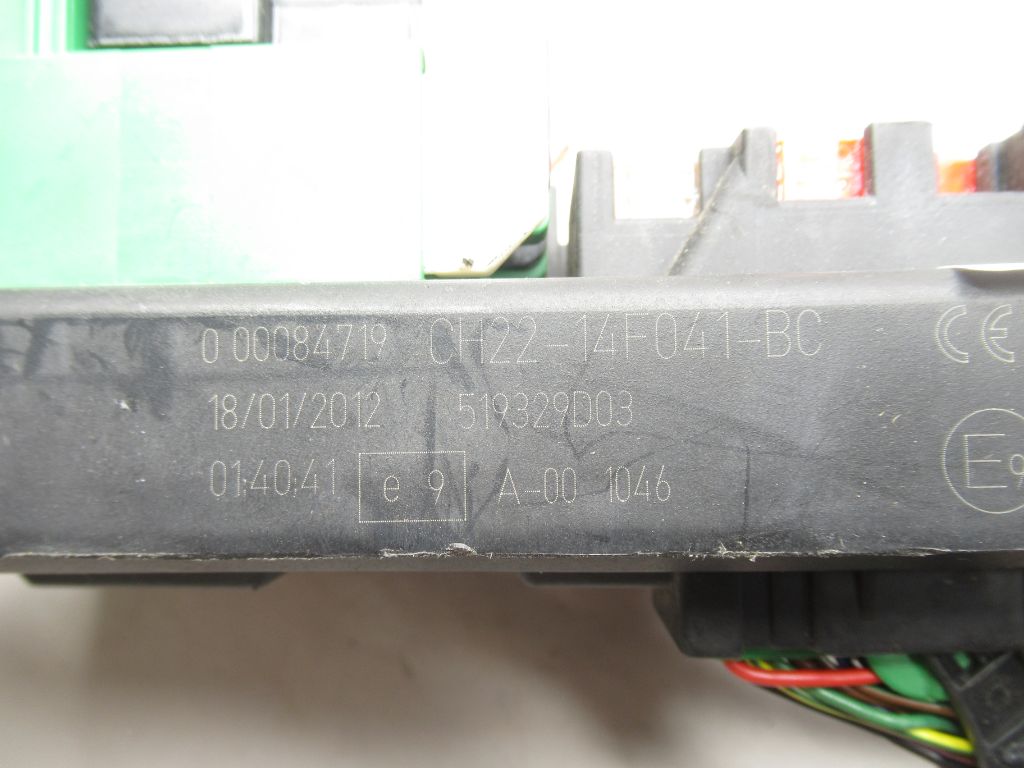 0 00084719 CH22-14F041-BC CE
18/01/2012 519329D03
01:40:41 e 9 A-00 1046 E9